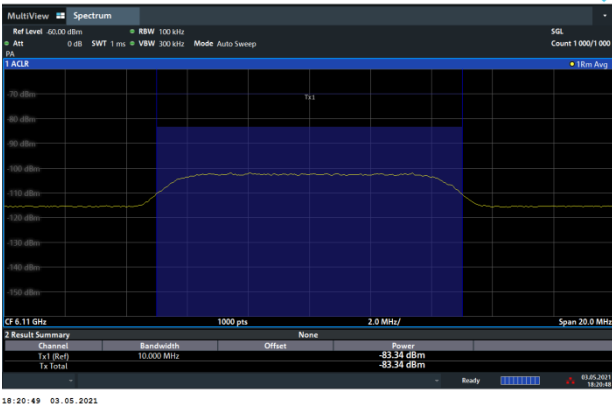 MultiView Spectrum
Ref Level -60.00 dBm RBW 100 kHz SGL
Att 0 dB SWT 1 ms VBW 300 kHz Mode Auto Sweep Count 1 000/1 000
PA
1 ACLR 1Rm Avg
Tx1
-70 dBm
-80 dBm
-90 dBm
-100 dBm
-110 dBm
-120 dBm
-130 dBm
-140 dBm
-150 dBm
CF 6.11 GHz 1000 pts 2.0 MHz/ Span 20.0 MHz
2 Result Summary None
Channel Bandwidth Offset Power
Tx1 (Ref) 10.000 MHz -83.34 dBm
Tx Total -83.34 dBm
Ready 03.05.2021
18:20:48
18:20:49 03.05.2021